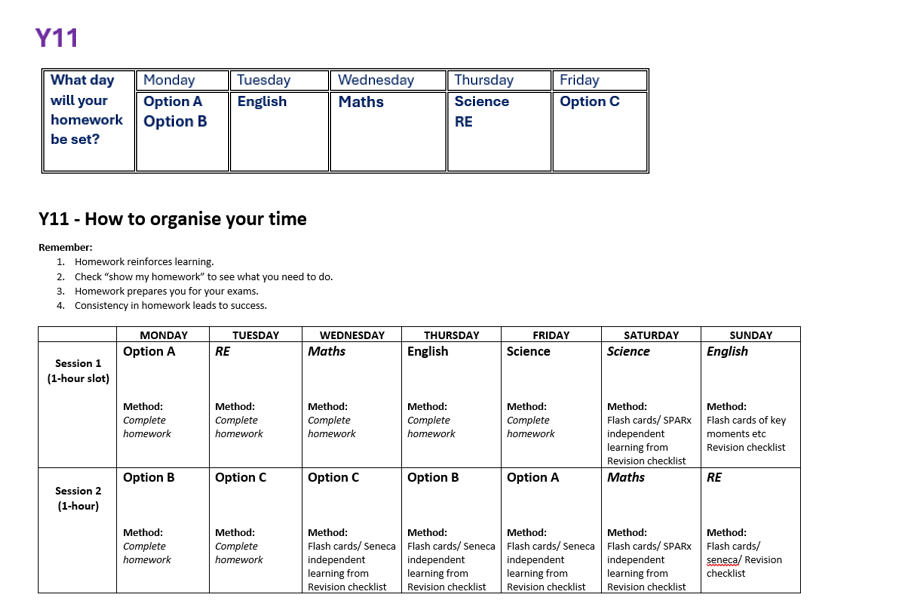 Y11
What day will your homework be set?
Monday
Tuesday
Wednesday
Thursday
Friday
Option A
Option B
English
Maths
Science
RE
Option C
Y11 - How to organise your time
Remember:
1. Homework reinforces learning.
2. Check “show my homework” to see what you need to do.
3. Homework prepares you for your exams.
4. Consistency in homework leads to success.
MONDAY TUESDAY WEDNESDAY THURSDAY FRIDAY SATURDAY SUNDAY
Session 1
(1-hour slot)
Option A
Method:
Complete
homework
RE
Method:
Complete
homework
Maths
Method:
Complete
homework
English
Method:
Complete
homework
Science
Method:
Complete
homework
Science
Method:
Flash cards/ SPARx
independent
learning from
Revision checklist
English
Method:
Flash cards of key
moments etc
Revision checklist
Session 2
(1-hour)
Option B
Method:
Complete
homework
Option C
Method:
Complete
homework
Option C
Method:
Flash cards/ Seneca
independent
learning from
Revision checklist
Option B
Method:
Flash cards/ Seneca
independent
learning from
Revision checklist
Option A
Method:
Flash cards/ Seneca
independent
learning from
Revision checklist
Maths
Method:
Flash cards/ SPARx
independent
learning from
Revision checklist
RE
Method:
Flash cards/
seneca/ Revision
checklist